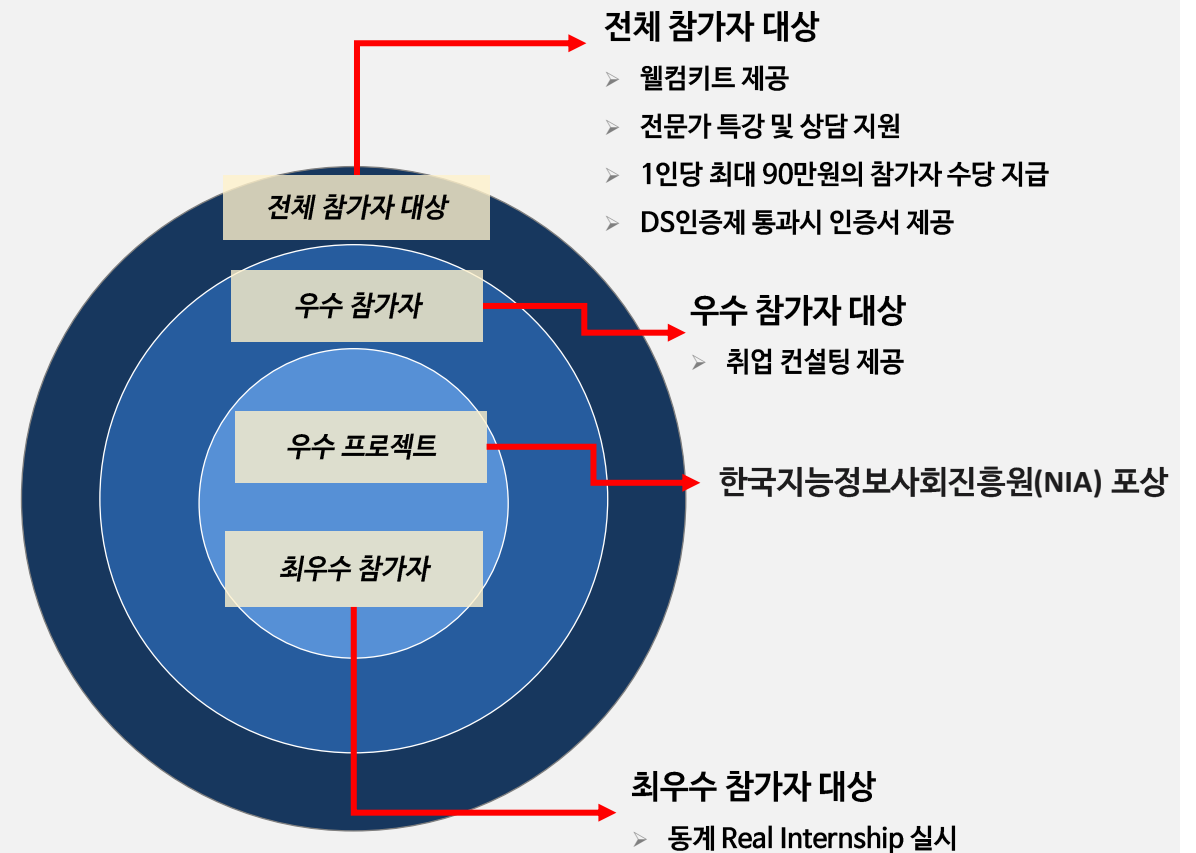 전체 참가자 대상
웰컴키트 제공
전문가 특강 및 상담 지원
1인당 최대 90만원의 참가자 수당 지급
DS인증제 통과시 인증서 제공
전체 참가자 대상
우수 참가자
우수 참가자 대상
취업 컨설팅 제공
우수 프로젝트
한국지능정보사회진흥원(NIA) 포상
최우수 참가자
최우수 참가자 대상
동계 Real Internship 실시